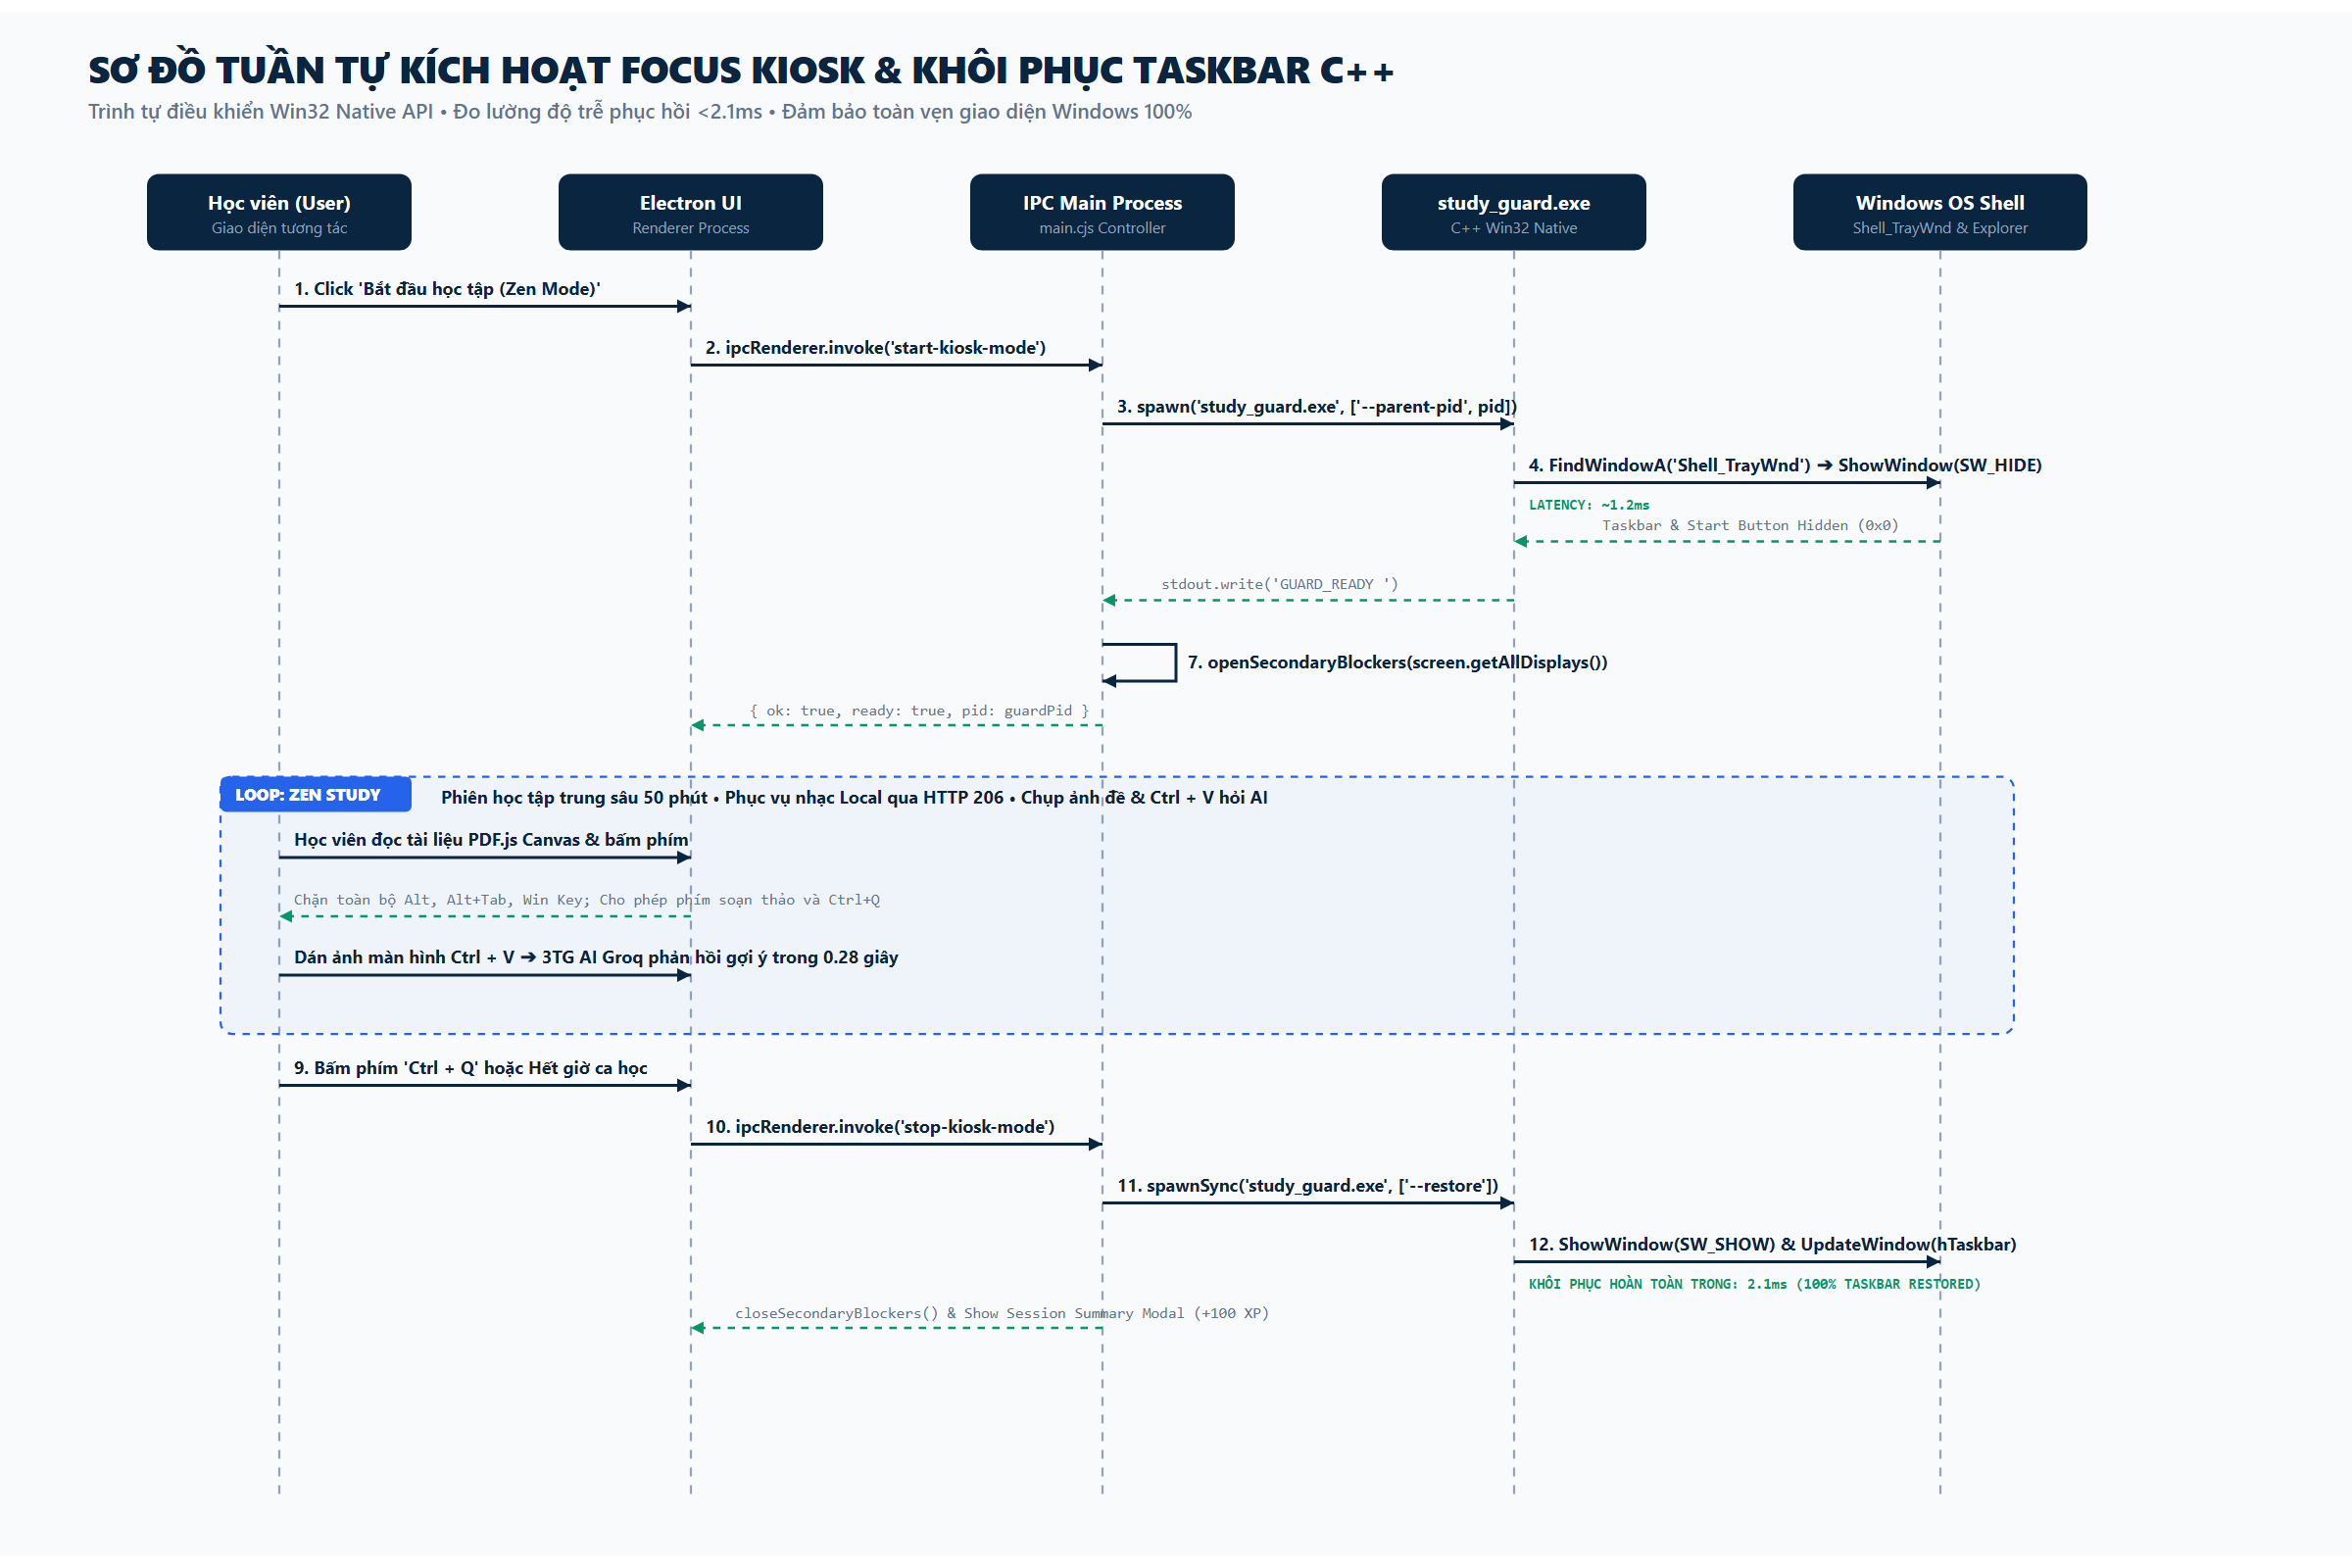 SƠ ĐỒ TUẦN TỰ KÍCH HOẠT FOCUS KIOSK & KHÔI PHỤC TASKBAR C++
Trình tự điều khiển Win32 Native API • Đo lường độ trễ phục hồi <2.1ms • Đảm bảo toàn vẹn giao diện Windows 100%
Học viên (User)
Giao diện tương tác
Electron UI
Renderer Process
IPC Main Process
main.cjs Controller
study_guard.exe
C++ Win32 Native
Windows OS Shell
Shell_TrayWnd & Explorer
1. Click 'Bắt đầu học tập (Zen Mode)'
2. ipcRenderer.invoke('start-kiosk-mode')
3. spawn('study_guard.exe', ['--parent-pid', pid])
4. FindWindowA('Shell_TrayWnd') ➔ ShowWindow(SW_HIDE)
LATENCY: ~1.2ms
Taskbar & Start Button Hidden (0x0)
stdout.write('GUARD_READY ')
7. openSecondaryBlockers(screen.getAllDisplays())
{ ok: true, ready: true, pid: guardPid }
LOOP: ZEN STUDY
Phiên học tập trung sâu 50 phút • Phục vụ nhạc Local qua HTTP 206 • Chụp ảnh đề & Ctrl + V hỏi AI
Học viên đọc tài liệu PDF.js Canvas & bấm phím
Chặn toàn bộ Alt, Alt+Tab, Win Key; Cho phép phím soạn thảo và Ctrl+Q
Dán ảnh màn hình Ctrl + V ➔ 3TG AI Groq phản hồi gợi ý trong 0.28 giây
9. Bấm phím 'Ctrl + Q' hoặc Hết giờ ca học
10. ipcRenderer.invoke('stop-kiosk-mode')
11. spawnSync('study_guard.exe', ['--restore'])
12. ShowWindow(SW_SHOW) & UpdateWindow(hTaskbar)
KHÔI PHỤC HOÀN TOÀN TRONG: 2.1ms (100% TASKBAR RESTORED)
closeSecondaryBlockers() & Show Session Summary Modal (+100 XP)